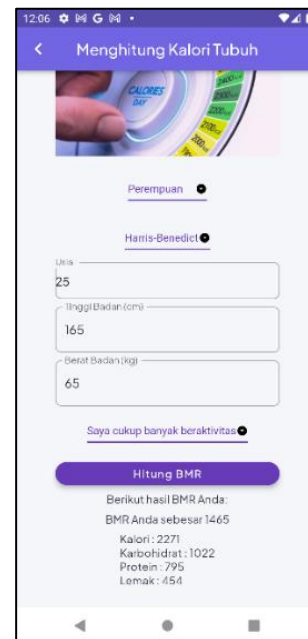 12:06
Menghitung Kalori Tubuh
CALORIES
DAY
Perempuan
Harris-Benedict
Usia
25
Tinggi Badan (cm)
165
Berat Badan (kg)
65
Saya cukup banyak beraktivitas
Hitung BMR
Berikut hasil BMR Anda:
BMR Anda sebesar 1465
Kalori : 2271
Karbohidrat : 1022
Protein : 795
Lemak : 454